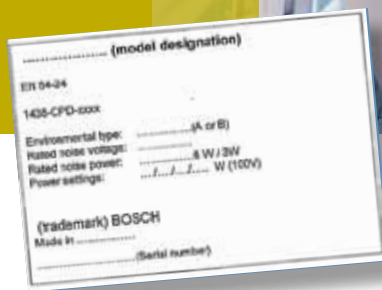 .................... (model designation)
EN 54-24
1438-CPD-xxxx
Environmental type: ..................(A or B)
Rated noise voltage: ..................
Rated noise power: ..................6 W / 3W
Power settings: ..../..../..../..... W (100V)
(trademark) BOSCH
Made in ..................
..............................(Serial number)